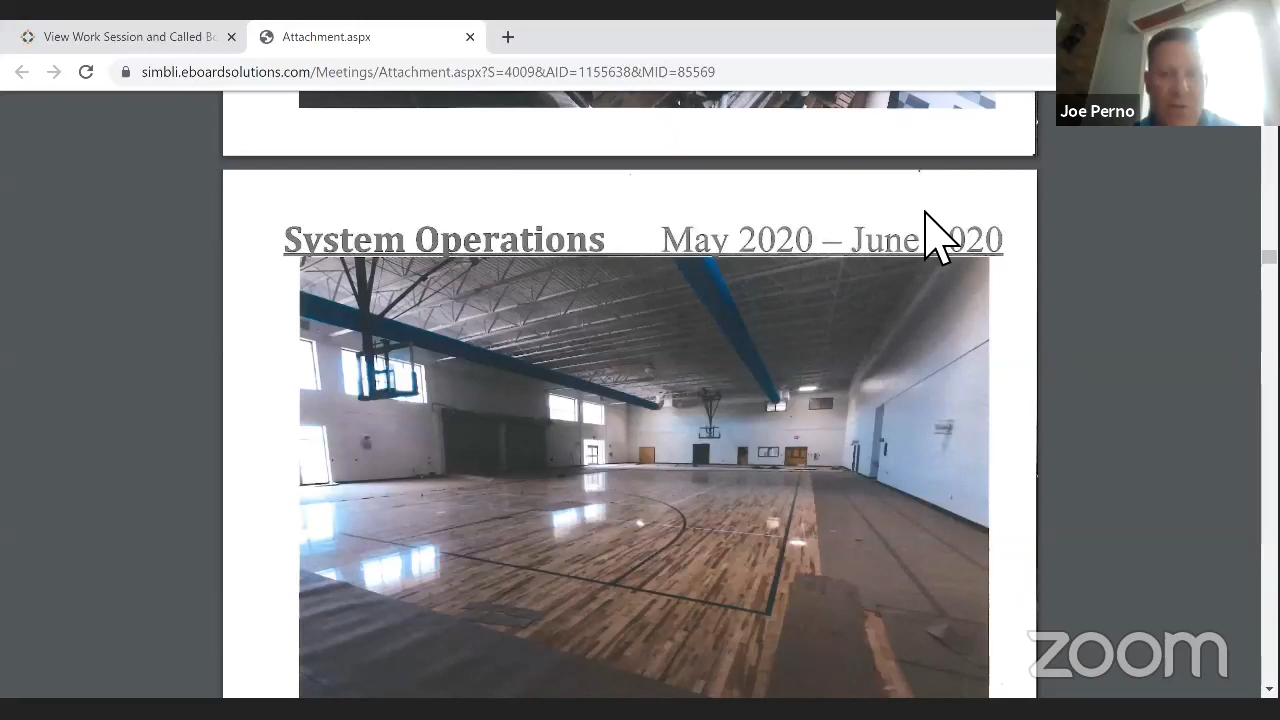 View Work Session and Called Bo
Attachment.aspx
simbli.eboardsolutions.com/Meetings/Attachment.aspx?S=4009&AID=1155638&MID=85569
Joe Perno
System Operations May 2020 – June 2020
zoom